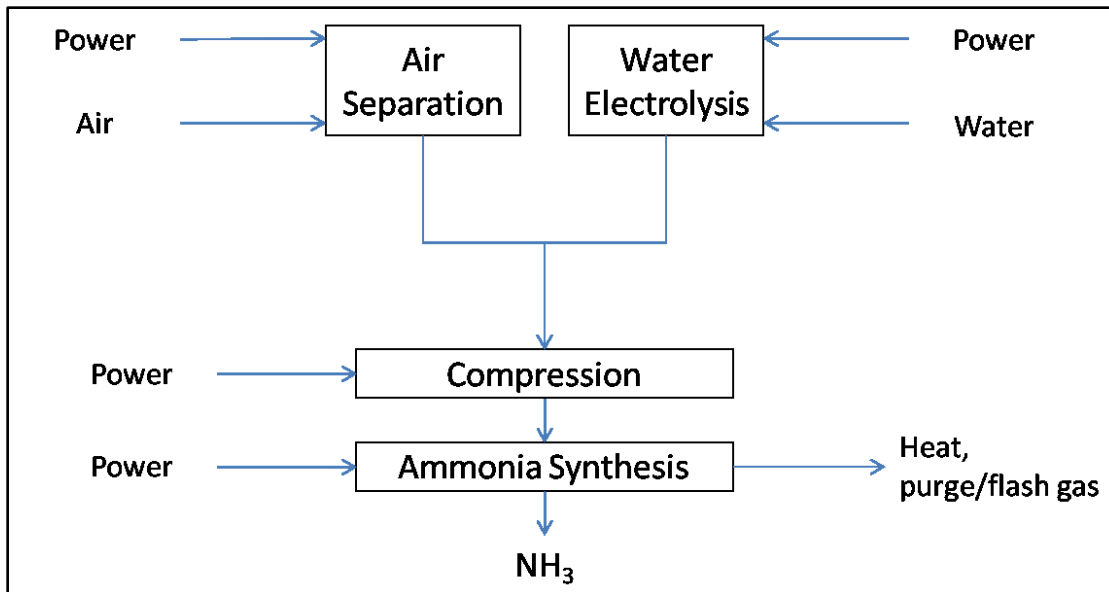 Power
Air
Separation
Water
Electrolysis
Power
Air
Water
Power
Compression
Power
Ammonia Synthesis
Heat,
purge/flash gas
NH₃